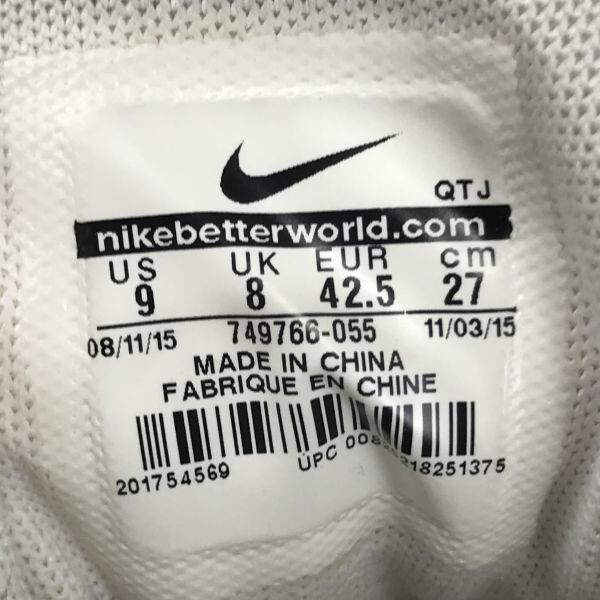 QTJ
nikebetterworld.com
US UK EUR cm
9 8 42.5 27
08/11/15 749766-055 11/03/15
MADE IN CHINA
FABRIQUE EN CHINE
201754569 UPC